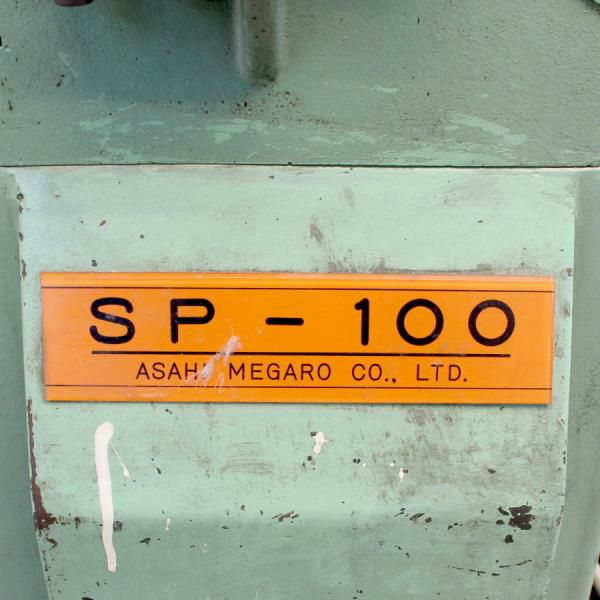 SP-100
ASAHI MEGARO CO., LTD.